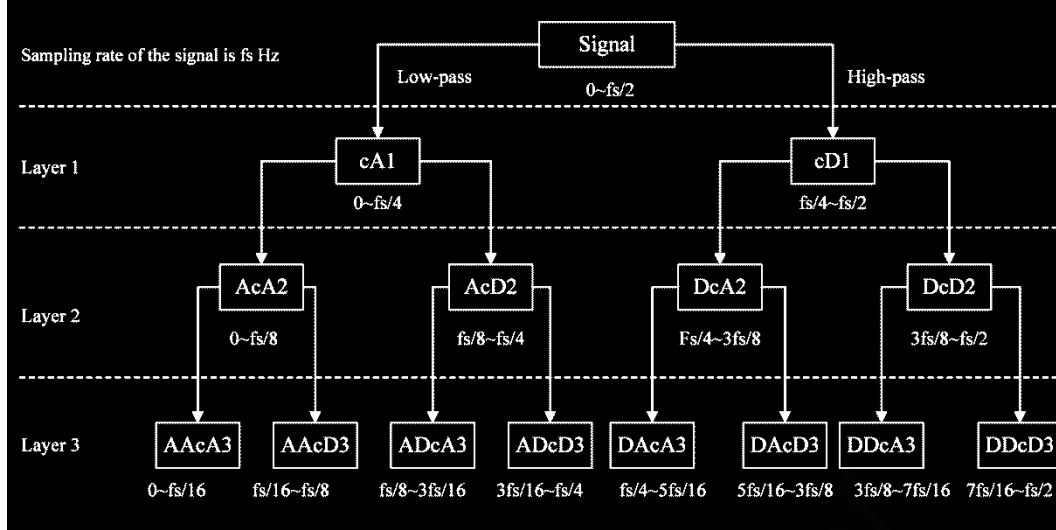 Signal
Sampling rate of the signal is fs Hz
Low-pass
High-pass
0~fs/2
cA1
cD1
Layer 1
0~fs/4
fs/4~fs/2
AcA2
AcD2
DcA2
DcD2
Layer 2
0~fs/8
fs/8~fs/4
Fs/4~3fs/8
3fs/8~fs/2
Layer 3
AAcA3
AAcD3
ADcA3
ADcD3
DAcA3
DAcD3
DDcA3
DDcD3
0~fs/16
fs/16~fs/8
fs/8~3fs/16
3fs/16~fs/4
fs/4~5fs/16
5fs/16~3fs/8
3fs/8~7fs/16
7fs/16~fs/2